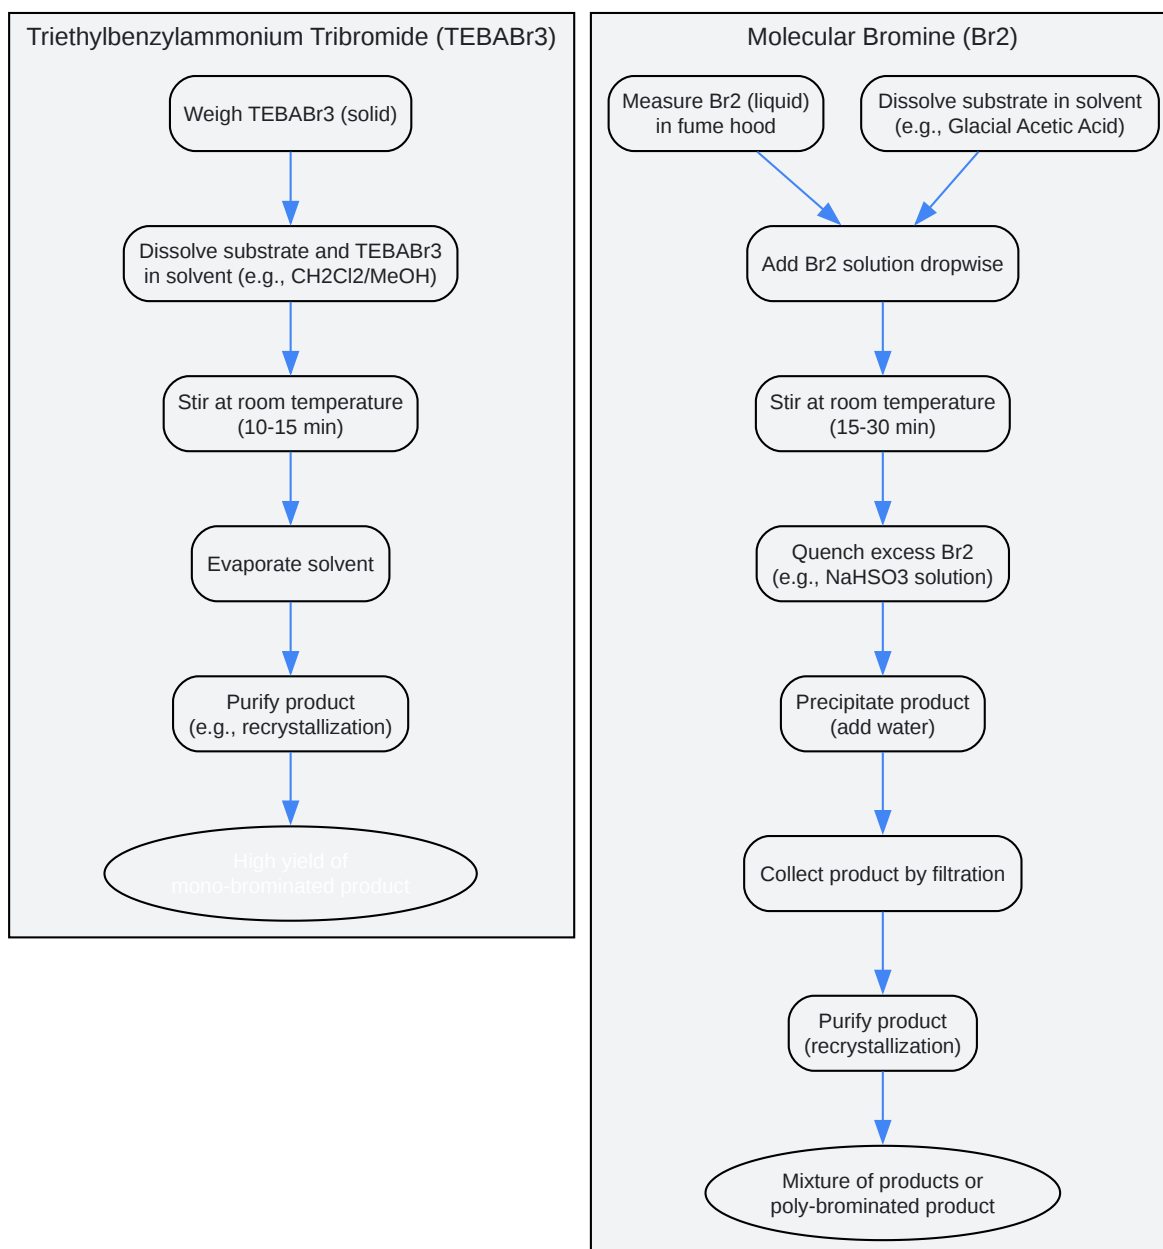 Triethylbenzylammonium Tribromide (TEBABr3)
Weigh TEBABr3 (solid)
Dissolve substrate and TEBABr3
in solvent (e.g., CH2Cl2/MeOH)
Stir at room temperature
(10-15 min)
Evaporate solvent
Purify product
(e.g., recrystallization)
High yield of
mono-brominated product
Molecular Bromine (Br2)
Measure Br2 (liquid)
in fume hood
Dissolve substrate in solvent
(e.g., Glacial Acetic Acid)
Add Br2 solution dropwise
Stir at room temperature
(15-30 min)
Quench excess Br2
(e.g., NaHSO3 solution)
Precipitate product
(add water)
Collect product by filtration
Purify product
(recrystallization)
Mixture of products or
poly-brominated product